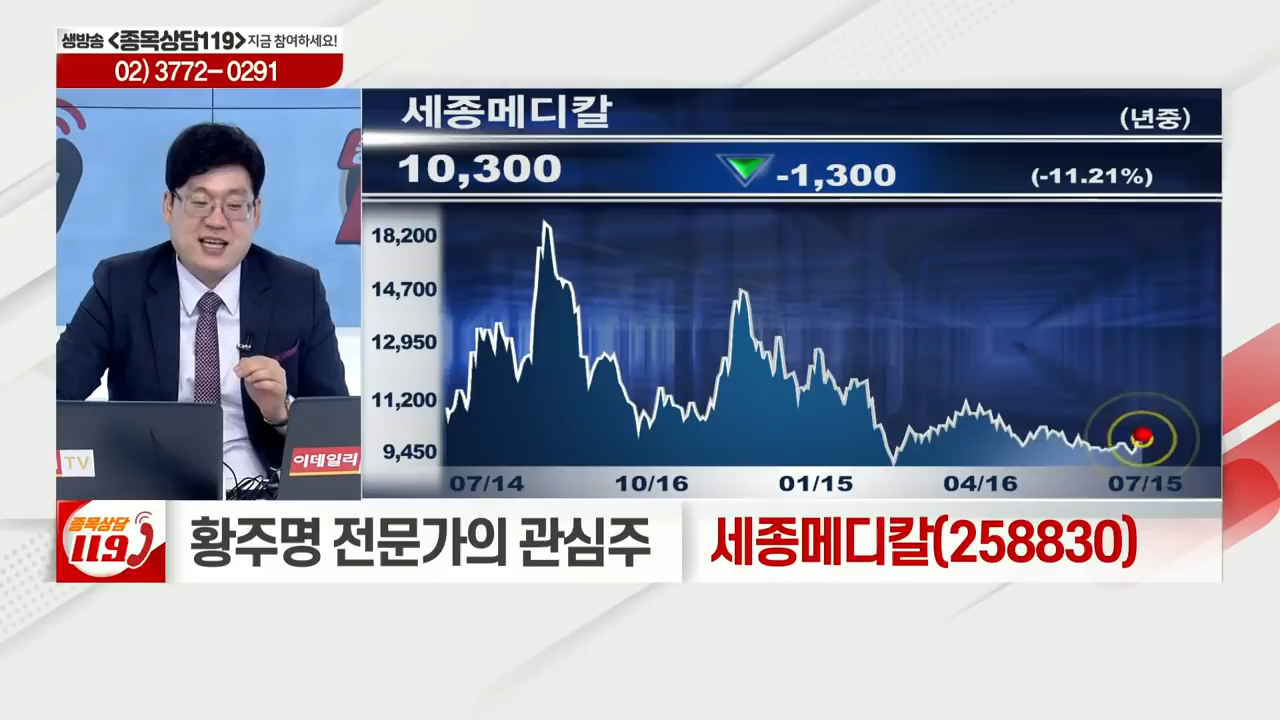 생방송 <종목상담119> 지금 참여하세요!
02) 3772-0291
세종메디칼
(년중)
10,300
-1,300
(-11.21%)
18,200
14,700
12,950
11,200
9,450
07/14
10/16
01/15
04/16
07/15
TV
이데일리
종목상담
119
황주명 전문가의 관심주
세종메디칼(258830)